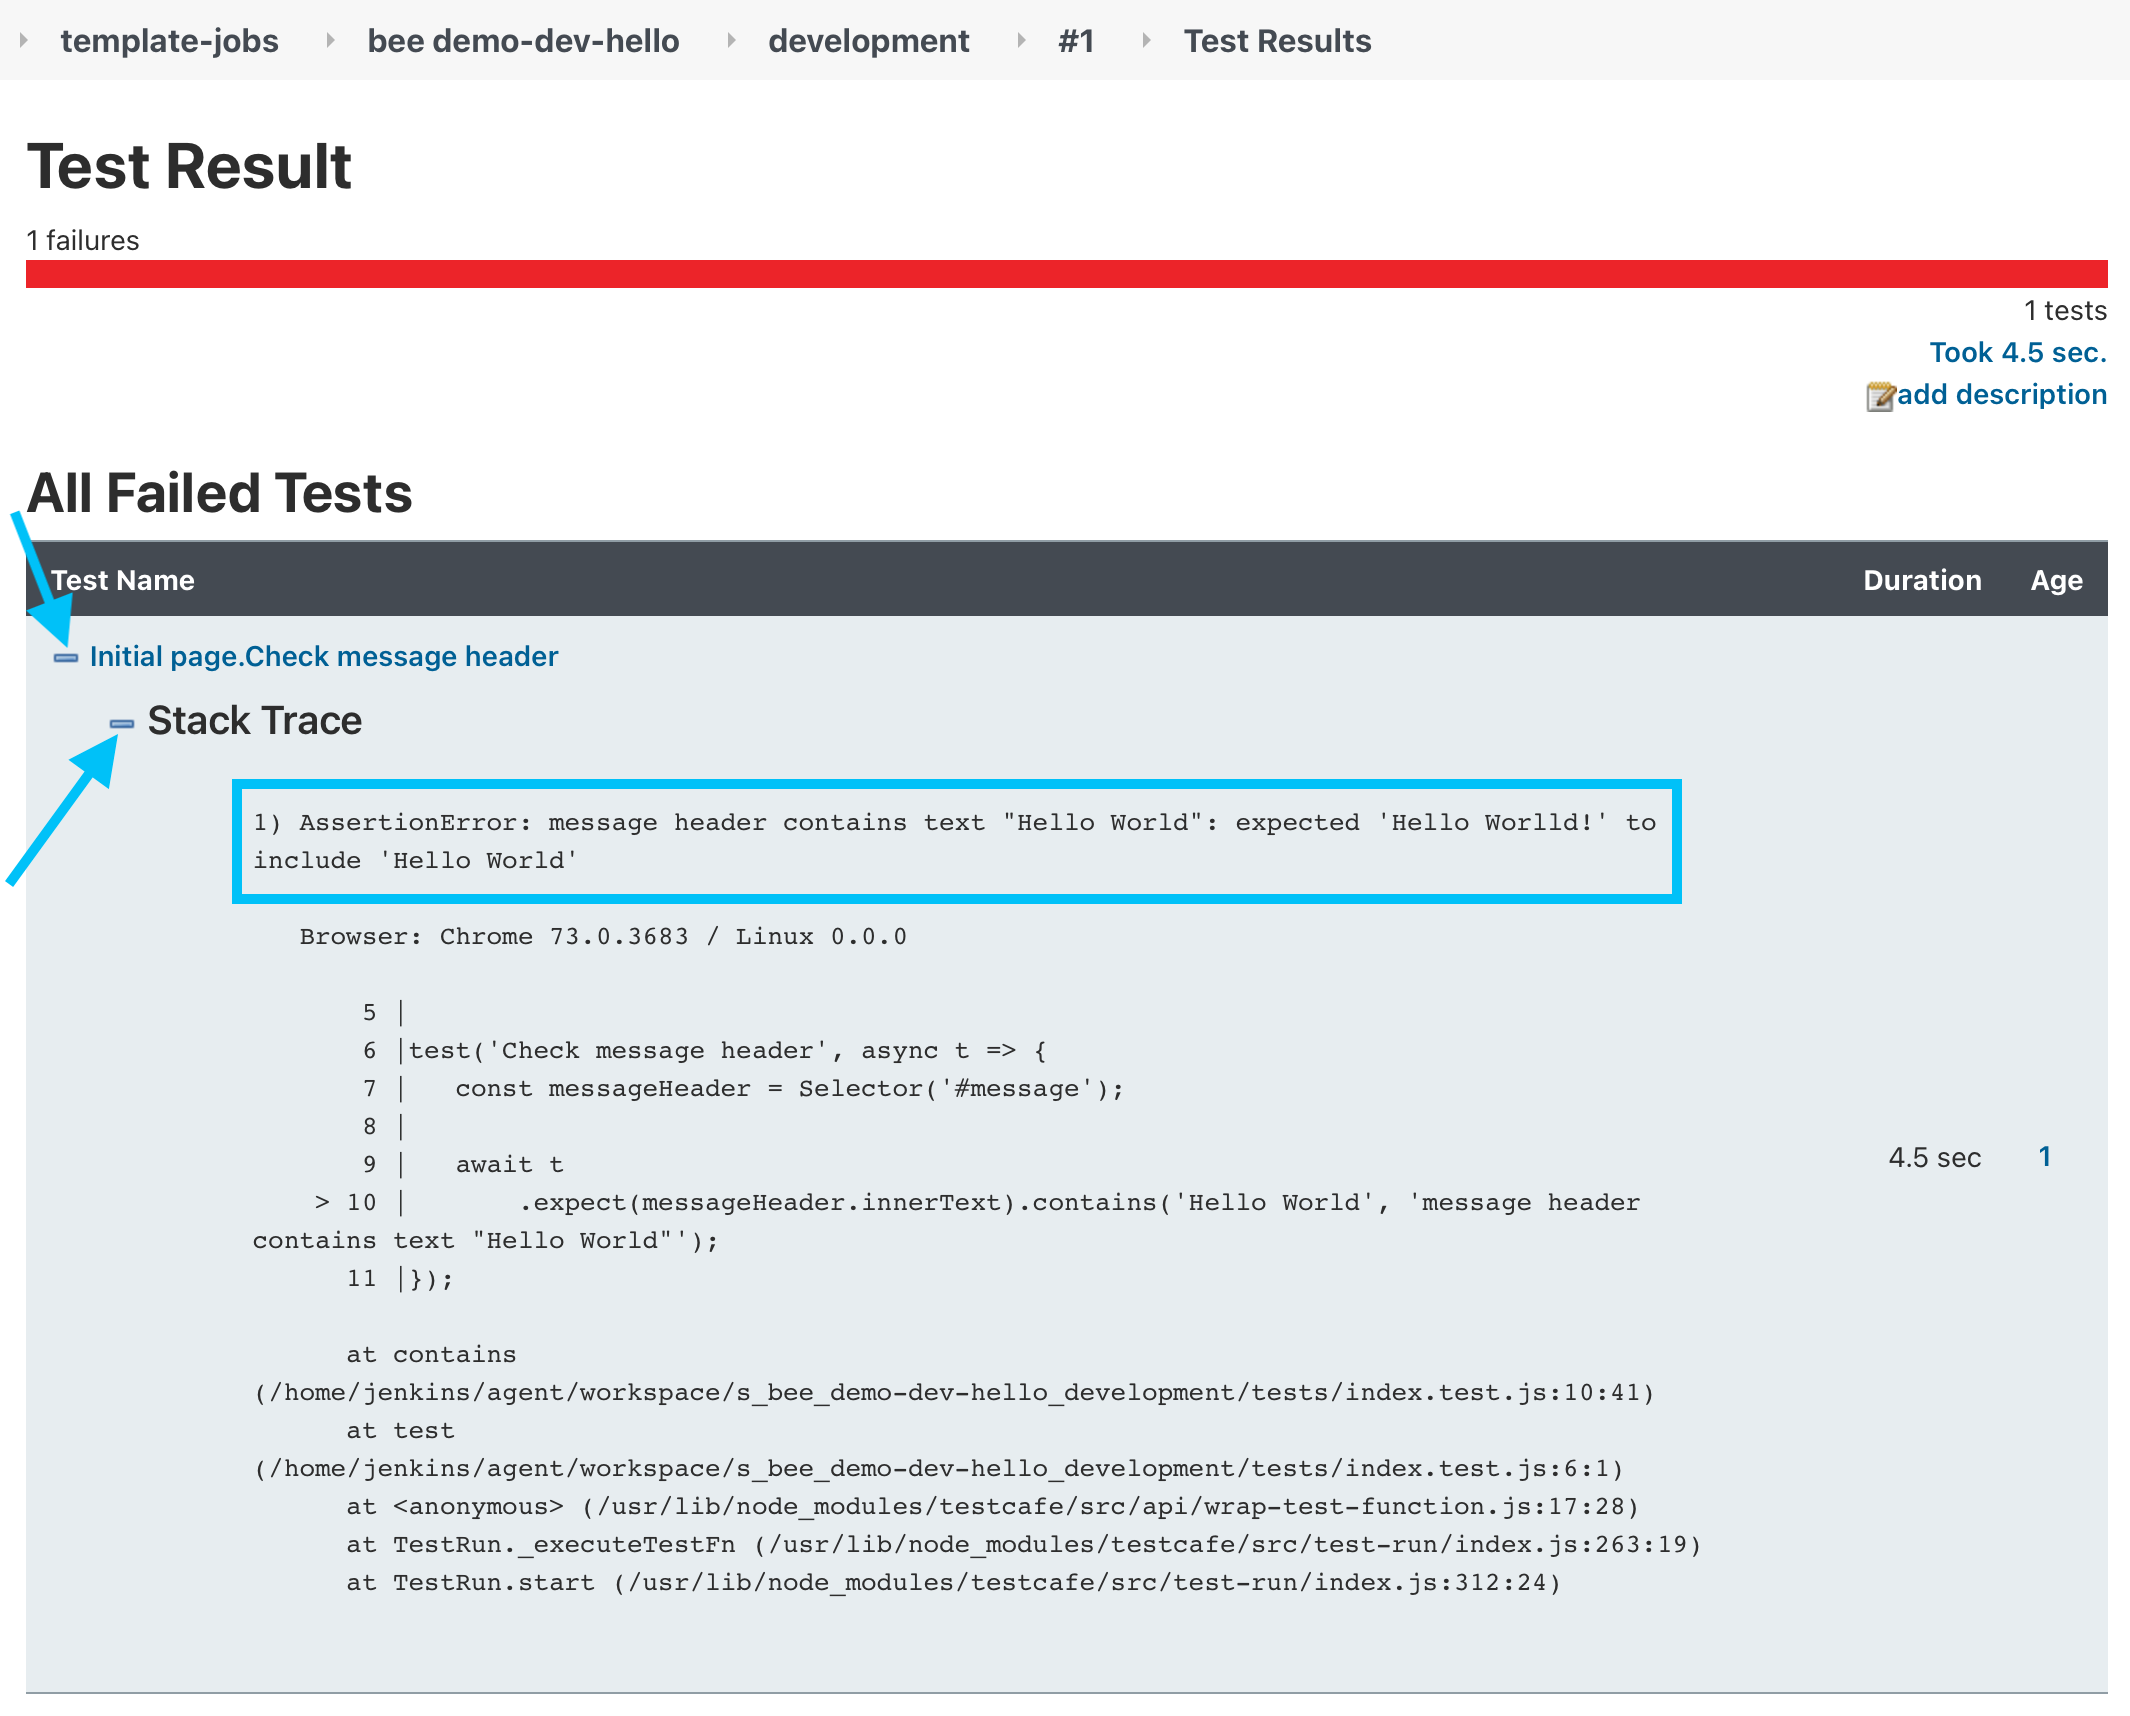 template-jobs bee demo-dev-hello development #1 Test Results
Test Result
1 failures
1 tests
Took 4.5 sec.
add description
All Failed Tests
Test Name Duration Age
Initial page.Check message header
Stack Trace
1) AssertionError: message header contains text "Hello World": expected 'Hello Worlld!' to
include 'Hello World'
Browser: Chrome 73.0.3683 / Linux 0.0.0
5 |
6 |test('Check message header', async t => {
7 |   const messageHeader = Selector('#message');
8 |
9 |   await t
4.5 sec 1
> 10 |       .expect(messageHeader.innerText).contains('Hello World', 'message header
contains text "Hello World"');
11 |});
at contains
(/home/jenkins/agent/workspace/s_bee_demo-dev-hello_development/tests/index.test.js:10:41)
at test
(/home/jenkins/agent/workspace/s_bee_demo-dev-hello_development/tests/index.test.js:6:1)
at <anonymous> (/usr/lib/node_modules/testcafe/src/api/wrap-test-function.js:17:28)
at TestRun._executeTestFn (/usr/lib/node_modules/testcafe/src/test-run/index.js:263:19)
at TestRun.start (/usr/lib/node_modules/testcafe/src/test-run/index.js:312:24)